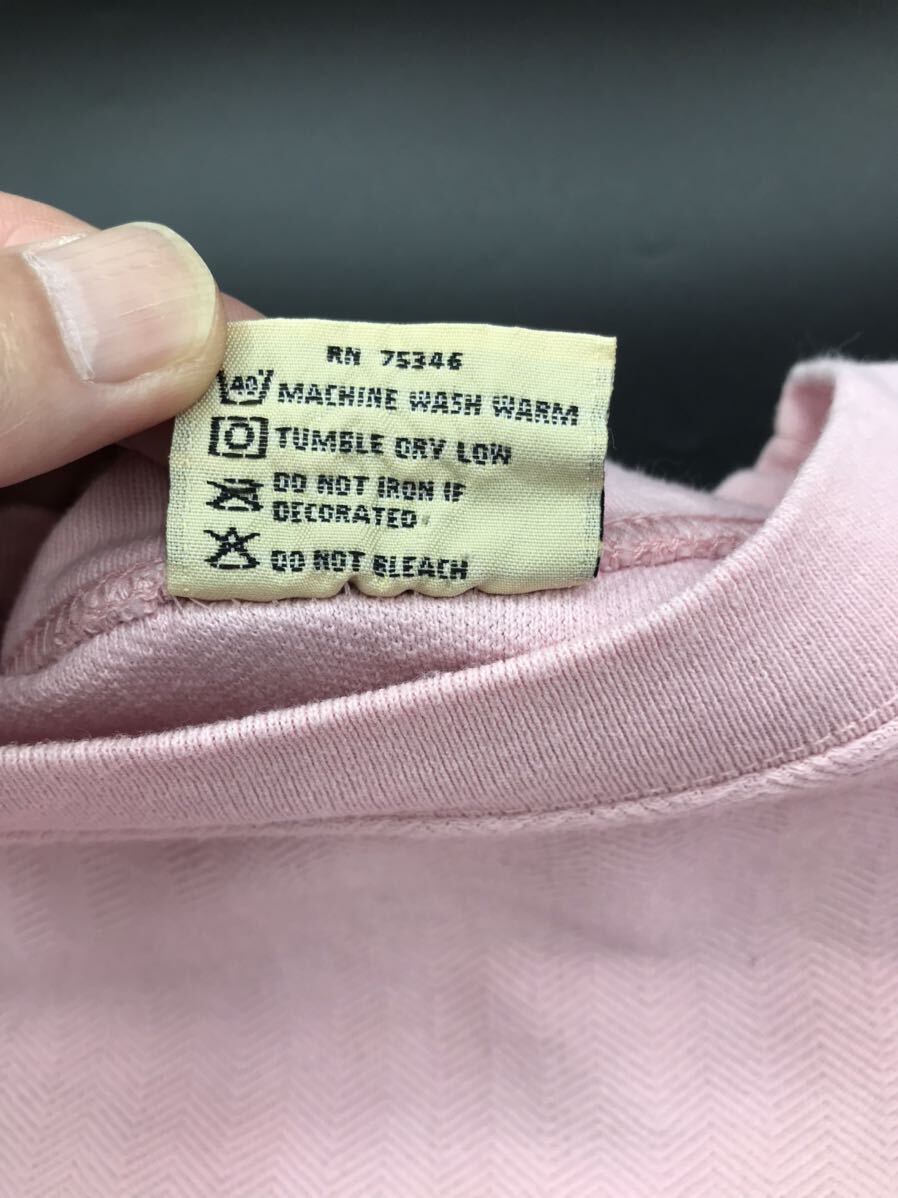 RN 75346
40 MACHINE WASH WARM
TUMBLE DRY LOW
DO NOT IRON IF
DECORATED
DO NOT BLEACH